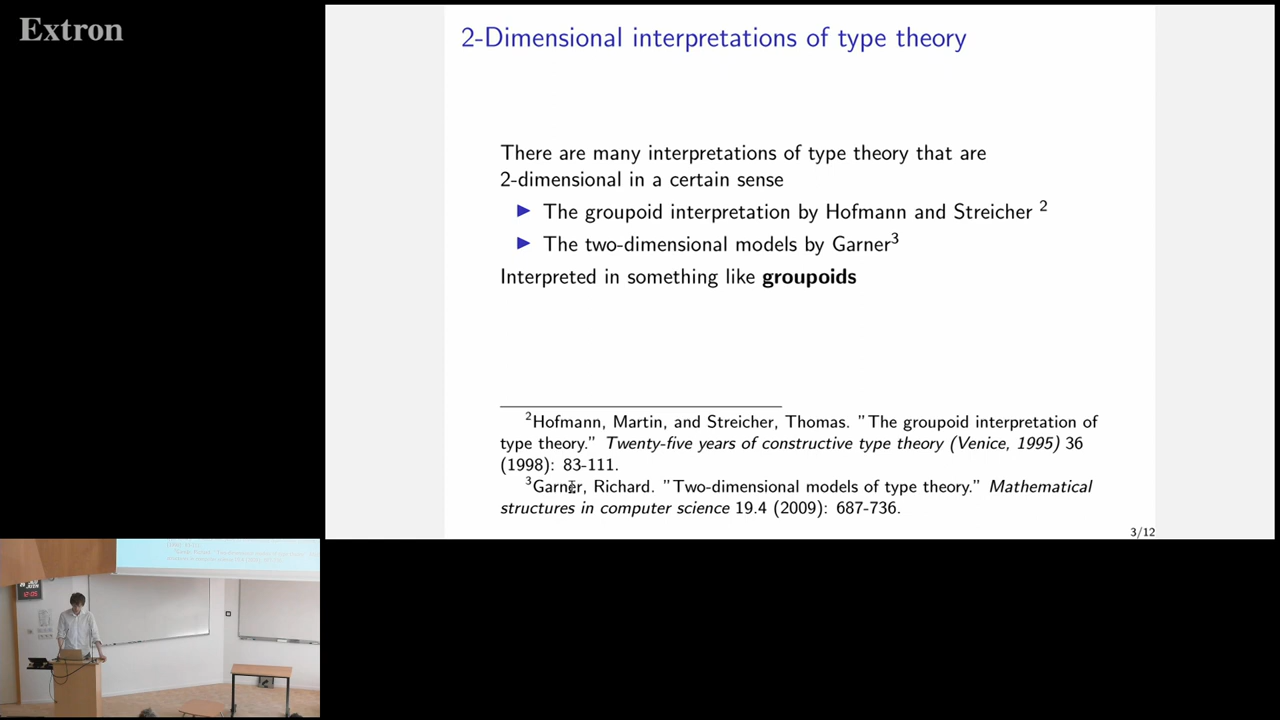 Extron
2-Dimensional interpretations of type theory
There are many interpretations of type theory that are
2-dimensional in a certain sense
▶ The groupoid interpretation by Hofmann and Streicher 2
▶ The two-dimensional models by Garner3
Interpreted in something like groupoids
2Hofmann, Martin, and Streicher, Thomas. "The groupoid interpretation of
type theory." Twenty-five years of constructive type theory (Venice, 1995) 36
(1998): 83-111.
3Garner, Richard. "Two-dimensional models of type theory." Mathematical
structures in computer science 19.4 (2009): 687-736.
3/12